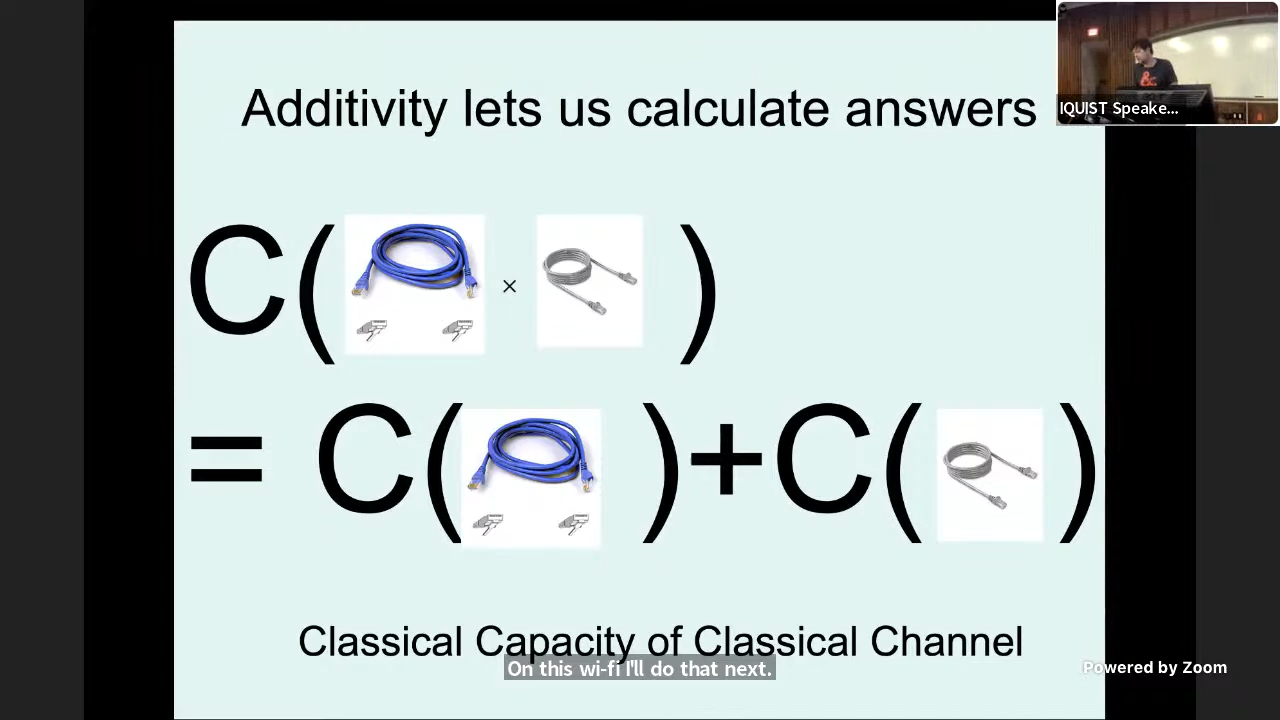 Additivity lets us calculate answers
C( × )
= C( )+C( )
Classical Capacity of Classical Channel
On this wi-fi I'll do that next.
IQUIST Speake...
Powered by Zoom